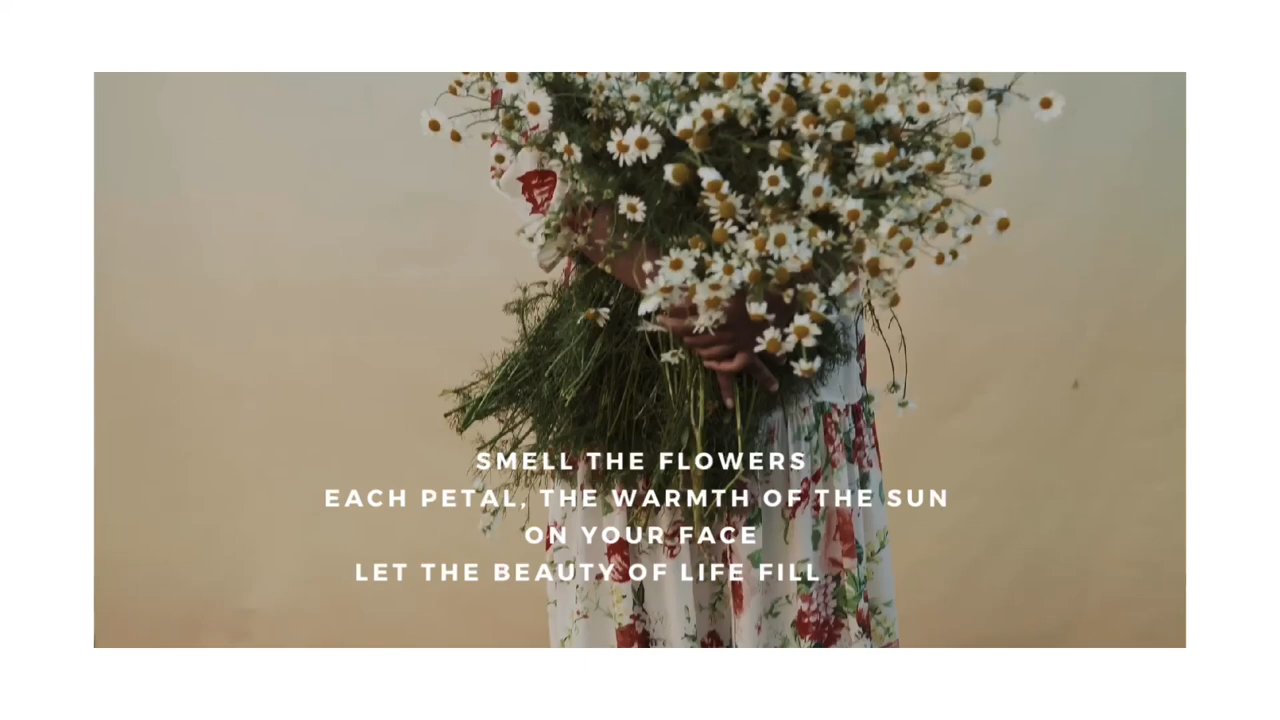 SMELL THE FLOWERS
EACH PETAL, THE WARMTH OF THE SUN
ON YOUR FACE
LET THE BEAUTY OF LIFE FILL